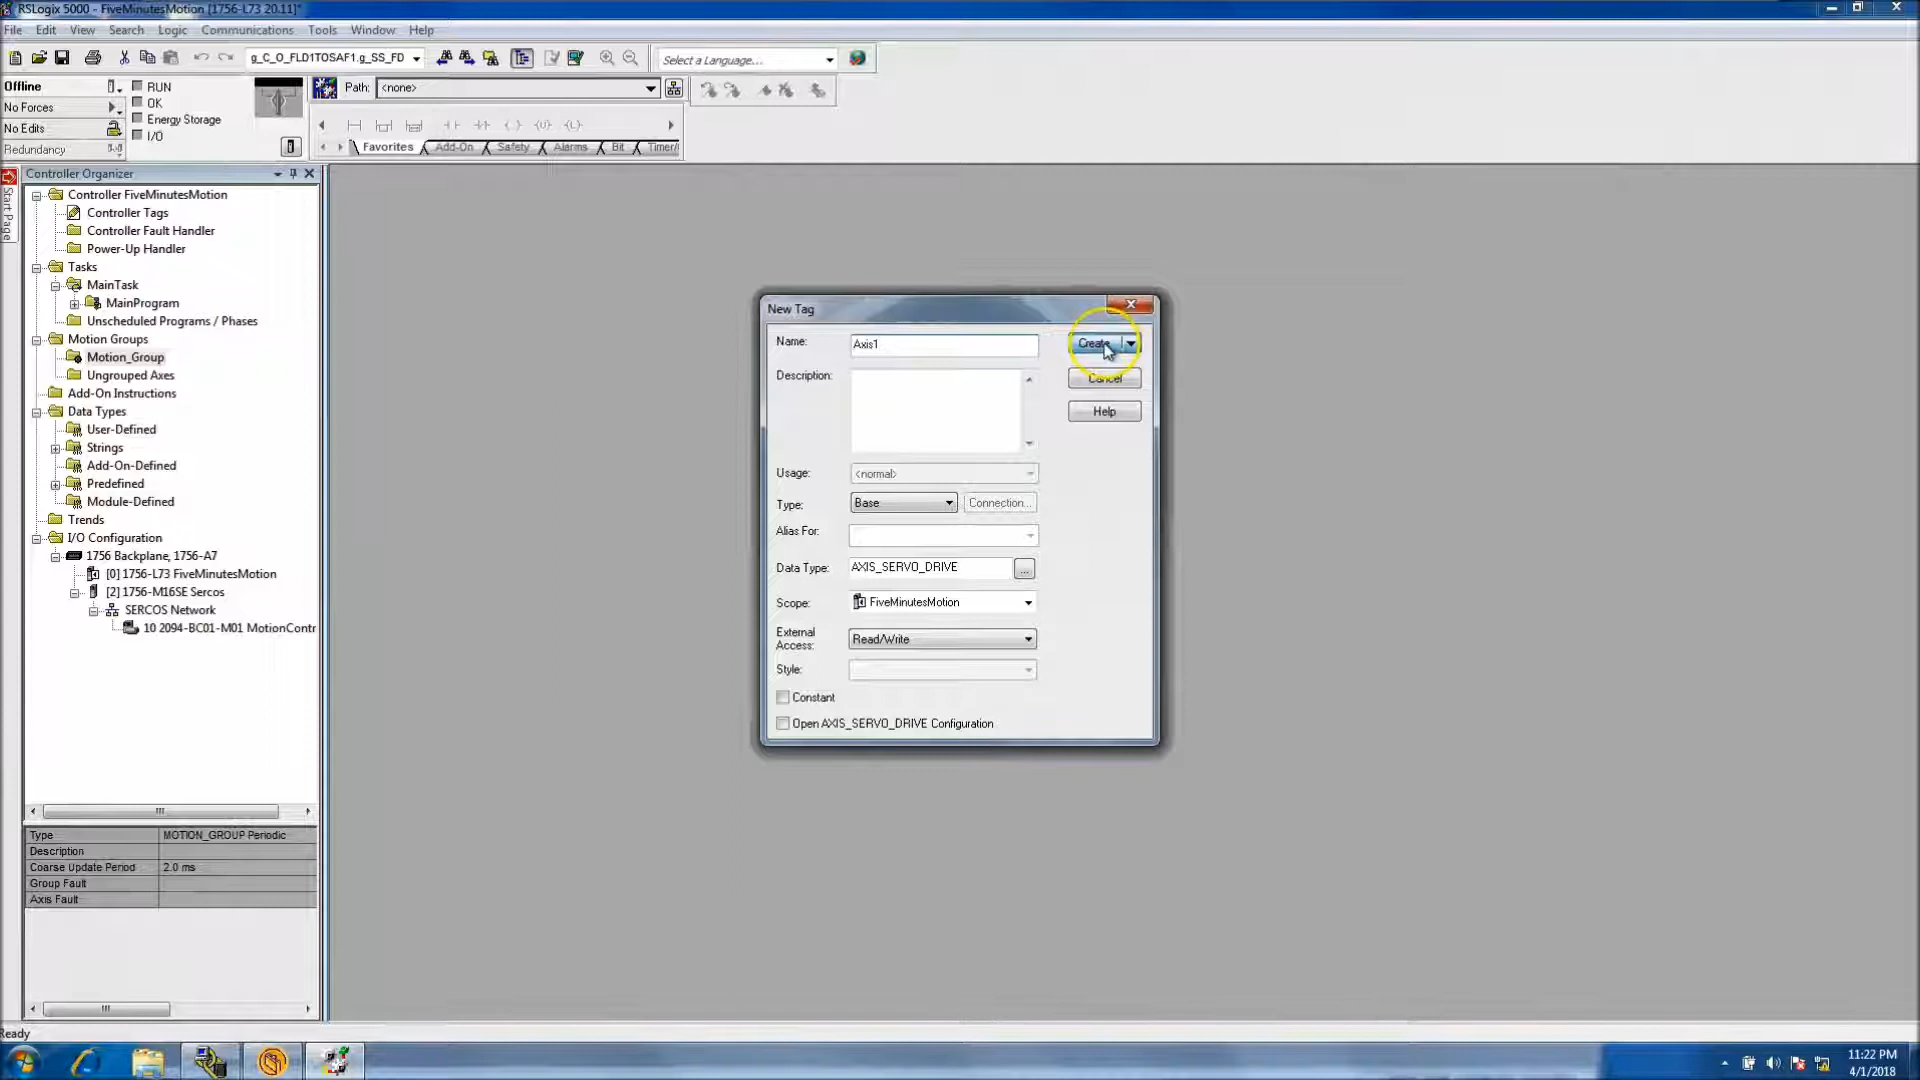 RSLogix 5000 - FiveMinutesMotion [1756-L73 20.11]*
File Edit View Search Logic Communications Tools Window Help
g_C_O_FLD1TOSAF1.g_SS_FD
Select a Language...
Offline
RUN
Path: <none>
No Forces
OK
Energy Storage
No Edits
I/O
Redundancy
Favorites Add-On Safety Alarms Bit Timer/
Start Page
Controller Organizer
Controller FiveMinutesMotion
Controller Tags
Controller Fault Handler
Power-Up Handler
Tasks
MainTask
MainProgram
Unscheduled Programs / Phases
Motion Groups
Motion_Group
Ungrouped Axes
Add-On Instructions
Data Types
User-Defined
Strings
Add-On-Defined
Predefined
Module-Defined
Trends
I/O Configuration
1756 Backplane, 1756-A7
[0] 1756-L73 FiveMinutesMotion
[2] 1756-M16SE Sercos
SERCOS Network
10 2094-BC01-M01 MotionContr
Type MOTION_GROUP Periodic
Description
Coarse Update Period 2.0 ms
Group Fault
Axis Fault
New Tag
Name: Axis1
Create
Description:
Cancel
Help
Usage: <normal>
Type: Base Connection...
Alias For:
Data Type: AXIS_SERVO_DRIVE ...
Scope: FiveMinutesMotion
External Access: Read/Write
Style:
Constant
Open AXIS_SERVO_DRIVE Configuration
Ready
11:22 PM
4/1/2018